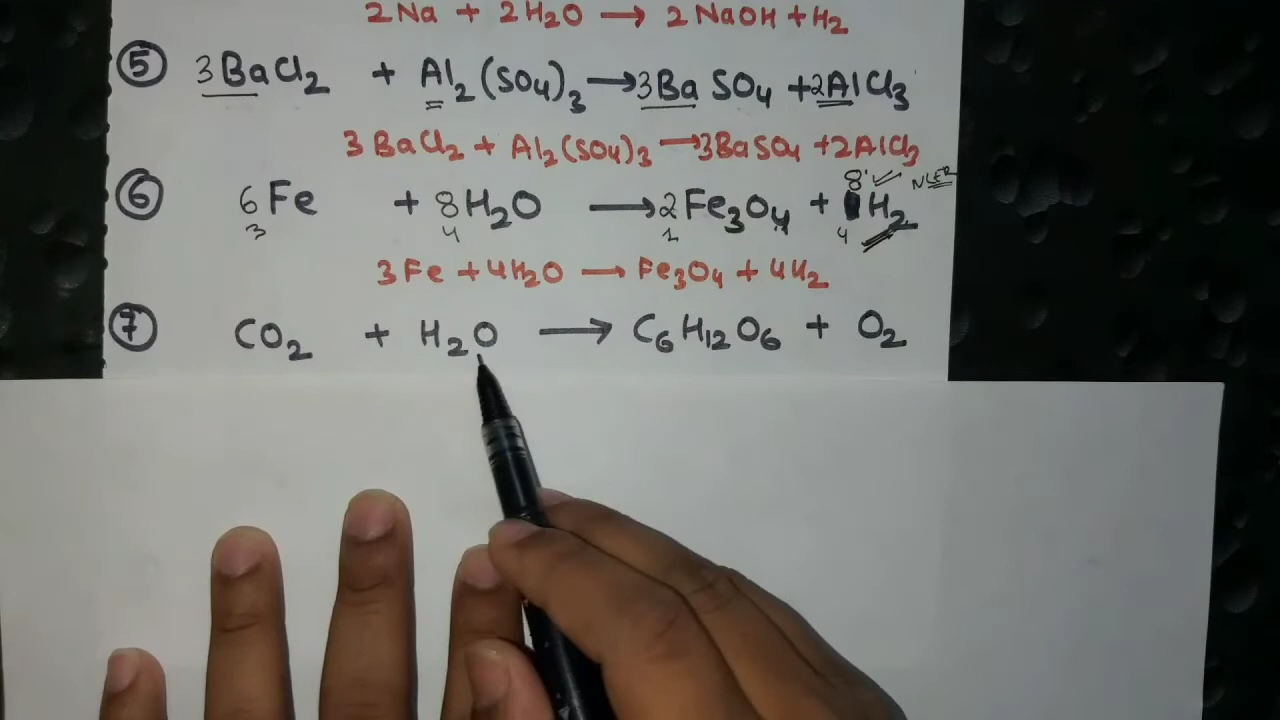 2Na + 2H₂O → 2NaOH + H₂
⑤ 3BaCl₂ + Al₂(SO₄)₃ → 3BaSO₄ + 2AlCl₃
3BaCl₂ + Al₂(SO₄)₃ → 3BaSO₄ + 2AlCl₃
8 ✓
⑥ 6Fe + 8H₂O → 2Fe₃O₄ + H₂
3 4 1 4
3Fe + 4H₂O → Fe₃O₄ + 4H₂
⑦ CO₂ + H₂O → C₆H₁₂O₆ + O₂